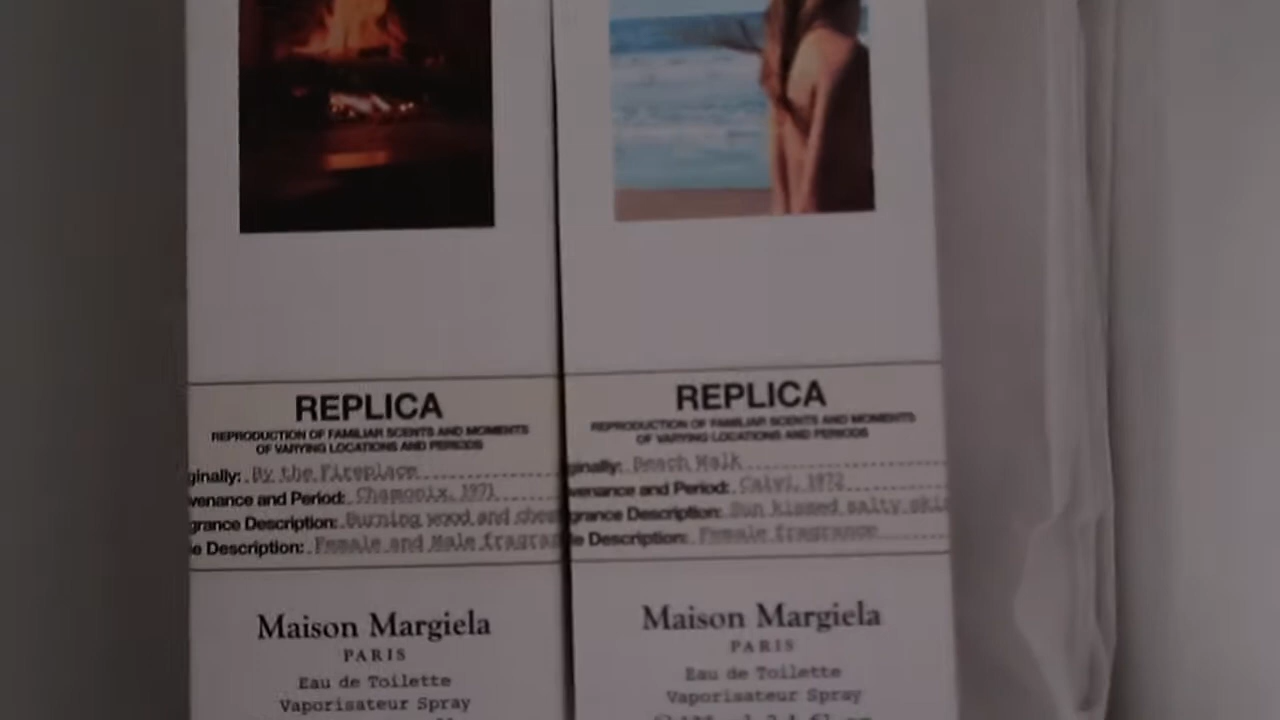 REPLICA
REPRODUCTION OF FAMILIAR SCENTS AND MOMENTS
OF VARYING LOCATIONS AND PERIODS
ginally: By the Fireplace
venance and Period: Chamonix, 1971
grance Description: Burning wood and ches
e Description: Female and Male fragran
Maison Margiela
PARIS
Eau de Toilette
Vaporisateur Spray
REPLICA
REPRODUCTION OF FAMILIAR SCENTS AND MOMENTS
OF VARYING LOCATIONS AND PERIODS
ginally: Beach Walk
venance and Period: Calvi, 1972
grance Description: Sun kissed salty ski
e Description: Female fragrance
Maison Margiela
PARIS
Eau de Toilette
Vaporisateur Spray